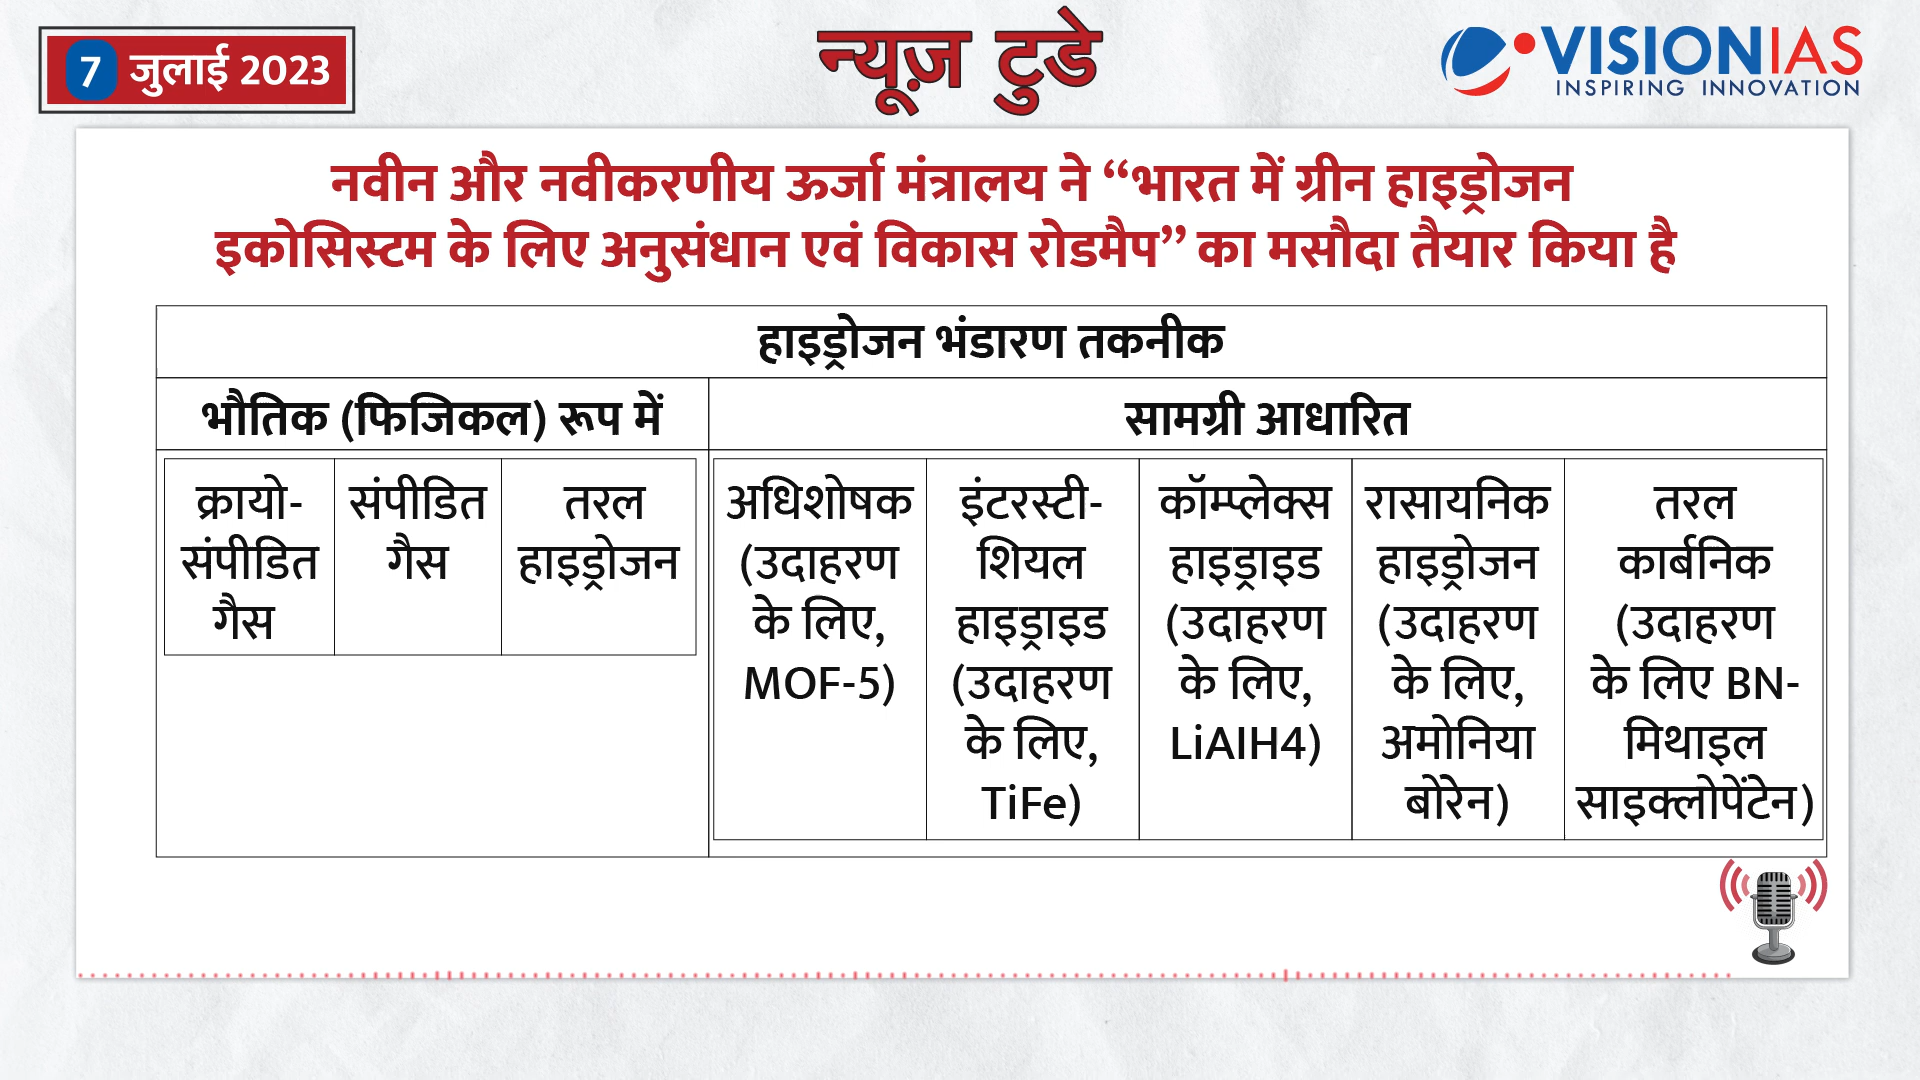 7 जुलाई 2023
न्यूज़ टुडे
VISIONIAS
INSPIRING INNOVATION
नवीन और नवीकरणीय ऊर्जा मंत्रालय ने “भारत में ग्रीन हाइड्रोजन
इकोसिस्टम के लिए अनुसंधान एवं विकास रोडमैप” का मसौदा तैयार किया है
हाइड्रोजन भंडारण तकनीक
भौतिक (फिजिकल) रूप में
सामग्री आधारित
क्रायो-
संपीडित
गैस
संपीडित
गैस
तरल
हाइड्रोजन
अधिशोषक
(उदाहरण
के लिए,
MOF-5)
इंटरस्टी-
शियल
हाइड्राइड
(उदाहरण
के लिए,
TiFe)
कॉम्प्लेक्स
हाइड्राइड
(उदाहरण
के लिए,
LiAIH4)
रासायनिक
हाइड्रोजन
(उदाहरण
के लिए,
अमोनिया
बोरेन)
तरल
कार्बनिक
(उदाहरण
के लिए BN-
मिथाइल
साइक्लोपेंटेन)